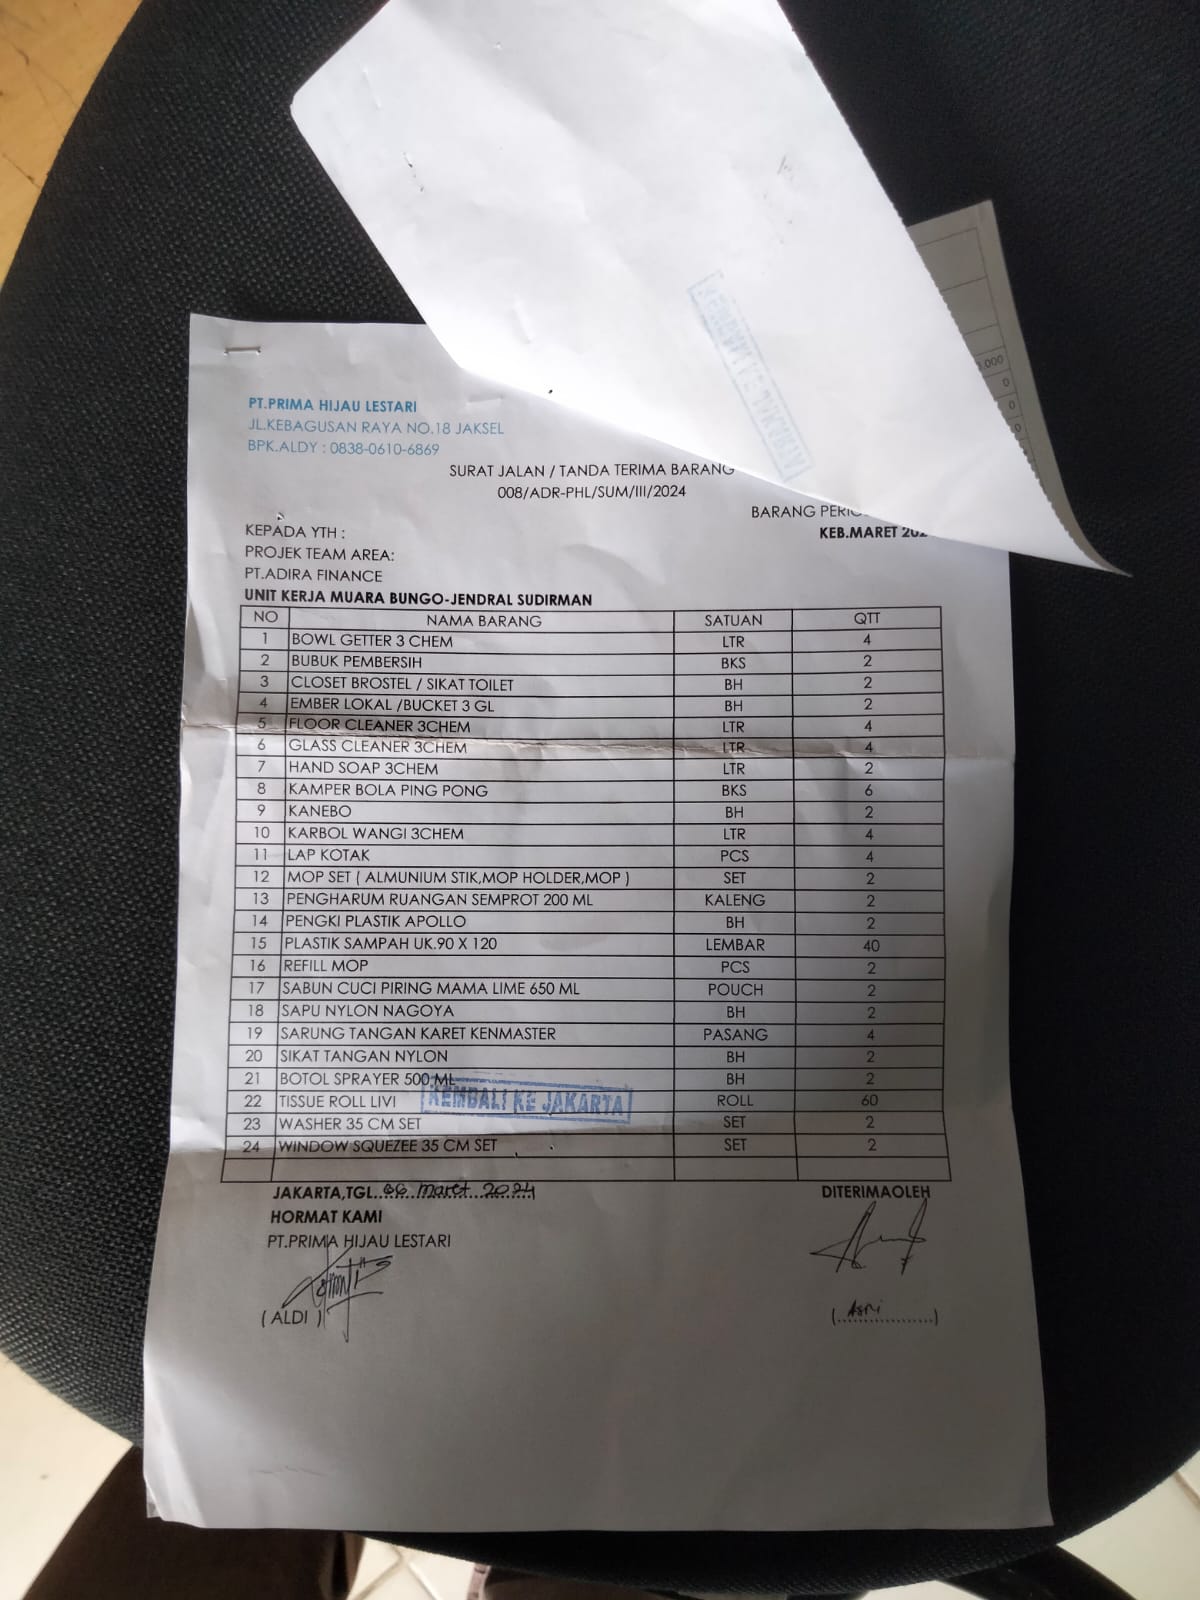 PT.PRIMA HIJAU LESTARI
JL.KEBAGUSAN RAYA NO.18 JAKSEL
BPK.ALDY : 0838-0610-6869
SURAT JALAN / TANDA TERIMA BARANG
008/ADR-PHL/SUM/III/2024
BARANG
KEB.MARET
KEPADA YTH :
PROJEK TEAM AREA:
PT.ADIRA FINANCE
UNIT KERJA MUARA BUNGO-JENDRAL SUDIRMAN
NO NAMA BARANG SATUAN QTT
1 BOWL GETTER 3 CHEM LTR 4
2 BUBUK PEMBERSIH BKS 2
3 CLOSET BROSTEL / SIKAT TOILET BH 2
4 EMBER LOKAL /BUCKET 3 GL BH 2
5 FLOOR CLEANER 3CHEM LTR 4
6 GLASS CLEANER 3CHEM LTR 4
7 HAND SOAP 3CHEM LTR 2
8 KAMPER BOLA PING PONG BKS 6
9 KANEBO BH 2
10 KARBOL WANGI 3CHEM LTR 4
11 LAP KOTAK PCS 4
12 MOP SET ( ALMUNIUM STIK,MOP HOLDER,MOP ) SET 2
13 PENGHARUM RUANGAN SEMPROT 200 ML KALENG 2
14 PENGKI PLASTIK APOLLO BH 2
15 PLASTIK SAMPAH UK.90 X 120 LEMBAR 40
16 REFILL MOP PCS 2
17 SABUN CUCI PIRING MAMA LIME 650 ML POUCH 2
18 SAPU NYLON NAGOYA BH 2
19 SARUNG TANGAN KARET KENMASTER PASANG 4
20 SIKAT TANGAN NYLON BH 2
21 BOTOL SPRAYER 500 ML BH 2
22 TISSUE ROLL LIVI ROLL 60
23 WASHER 35 CM SET SET 2
24 WINDOW SQUEZEE 35 CM SET SET 2
KEMBALI KE JAKARTA
JAKARTA,TGL. Maret 2024
DITERIMAOLEH
HORMAT KAMI
PT.PRIMA HIJAU LESTARI
( ALDI )
( Asri )